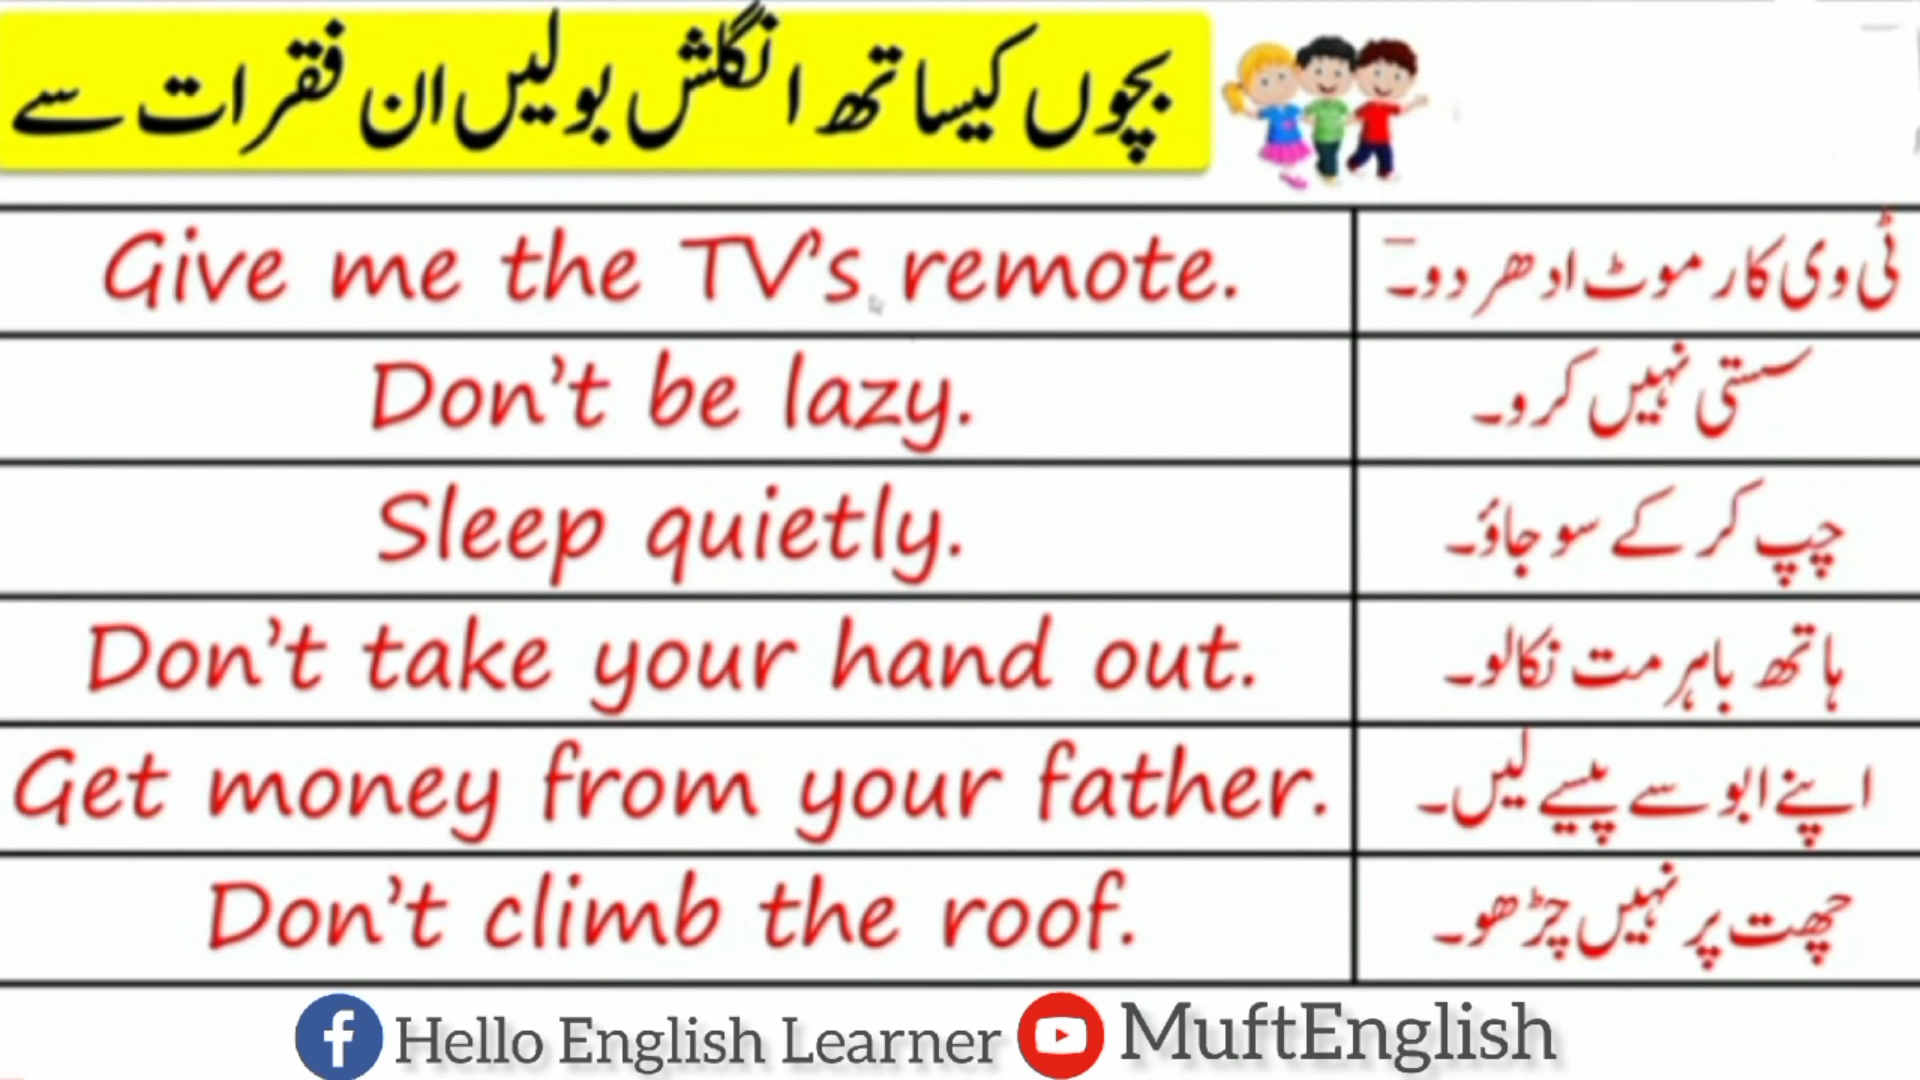 بچوں کیساتھ انگلش بولیں ان فقرات سے
Give me the TV's remote.
ٹی وی کا رموٹ ادھر دو۔
Don't be lazy.
سستی نہیں کرو۔
Sleep quietly.
چپ کر کے سو جاؤ۔
Don't take your hand out.
ہاتھ باہر مت نکالو۔
Get money from your father.
اپنے ابو سے پیسے لیں۔
Don't climb the roof.
چھت پر نہیں چڑھو۔
Hello English Learner MuftEnglish